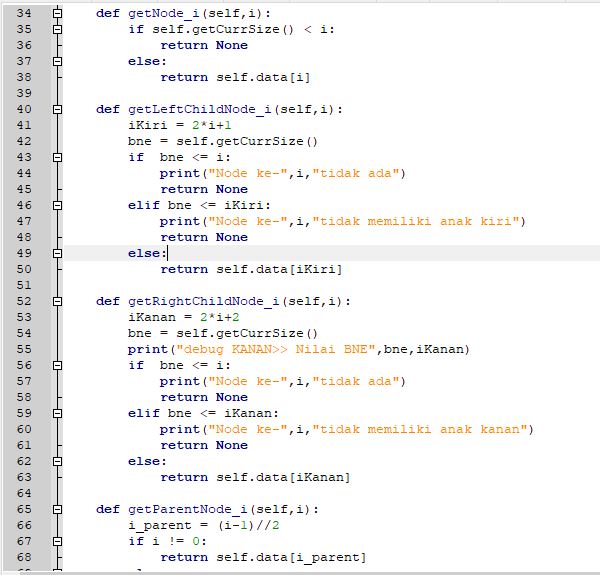 34 def getNode_i(self,i):
35 if self.getCurrSize() < i:
36 return None
37 else:
38 return self.data[i]
39
40 def getLeftChildNode_i(self,i):
41 iKiri = 2*i+1
42 bne = self.getCurrSize()
43 if  bne <= i:
44 print("Node ke-",i,"tidak ada")
45 return None
46 elif bne <= iKiri:
47 print("Node ke-",i,"tidak memiliki anak kiri")
48 return None
49 else:
50 return self.data[iKiri]
51
52 def getRightChildNode_i(self,i):
53 iKanan = 2*i+2
54 bne = self.getCurrSize()
55 print("debug KANAN>> Nilai BNE",bne,iKanan)
56 if  bne <= i:
57 print("Node ke-",i,"tidak ada")
58 return None
59 elif bne <= iKanan:
60 print("Node ke-",i,"tidak memiliki anak kanan")
61 return None
62 else:
63 return self.data[iKanan]
64
65 def getParentNode_i(self,i):
66 i_parent = (i-1)//2
67 if i != 0:
68 return self.data[i_parent]